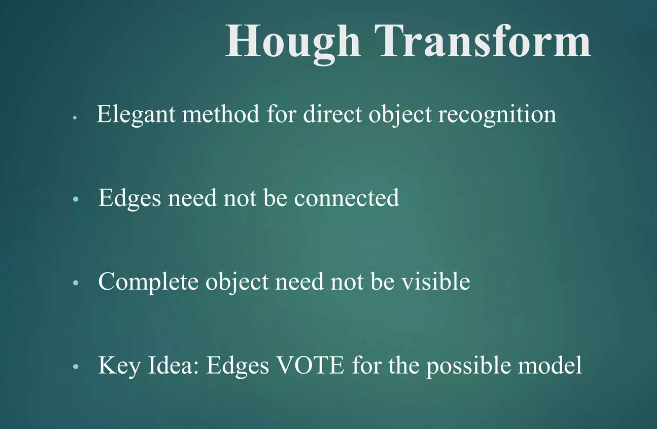 Hough Transform
• Elegant method for direct object recognition
• Edges need not be connected
• Complete object need not be visible
• Key Idea: Edges VOTE for the possible model